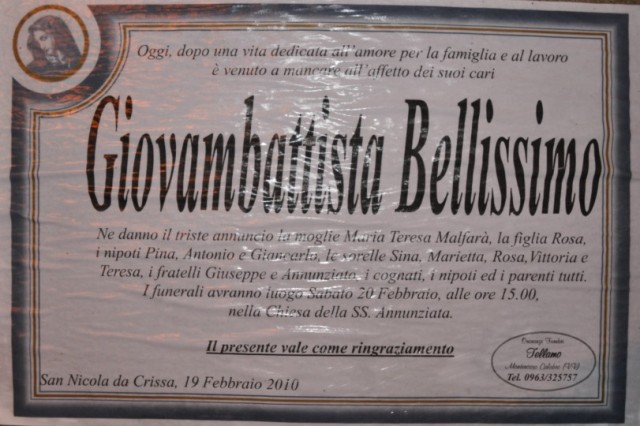 Oggi, dopo una vita dedicata all'amore per la famiglia e al lavoro
è venuto a mancare all'affetto dei suoi cari
Giovambattista Bellissimo
Ne danno il triste annuncio la moglie Maria Teresa Malfarà, la figlia Rosa,
i nipoti Pina, Antonio e Giancarlo, le sorelle Sina, Marietta, Rosa,Vittoria e
Teresa, i fratelli Giuseppe e Annunziato, i cognati, i nipoti ed i parenti tutti.
I funerali avranno luogo Sabato 20 Febbraio, alle ore 15.00,
nella Chiesa della SS. Annunziata.
Il presente vale come ringraziamento
Onoranze Funebri
Tellamo
(VV)
Tel. 0963/325757
San Nicola da Crissa, 19 Febbraio 2010